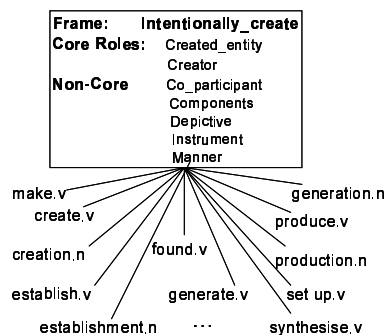 Frame: Intentionally_create
Core Roles: Created_entity
Creator
Non-Core Co_participant
Components
Depictive
Instrument
Manner
make.v generation.n
create.v produce.v
creation.n found.v production.n
establish.v generate.v set up.v
establishment.n ... synthesise.v